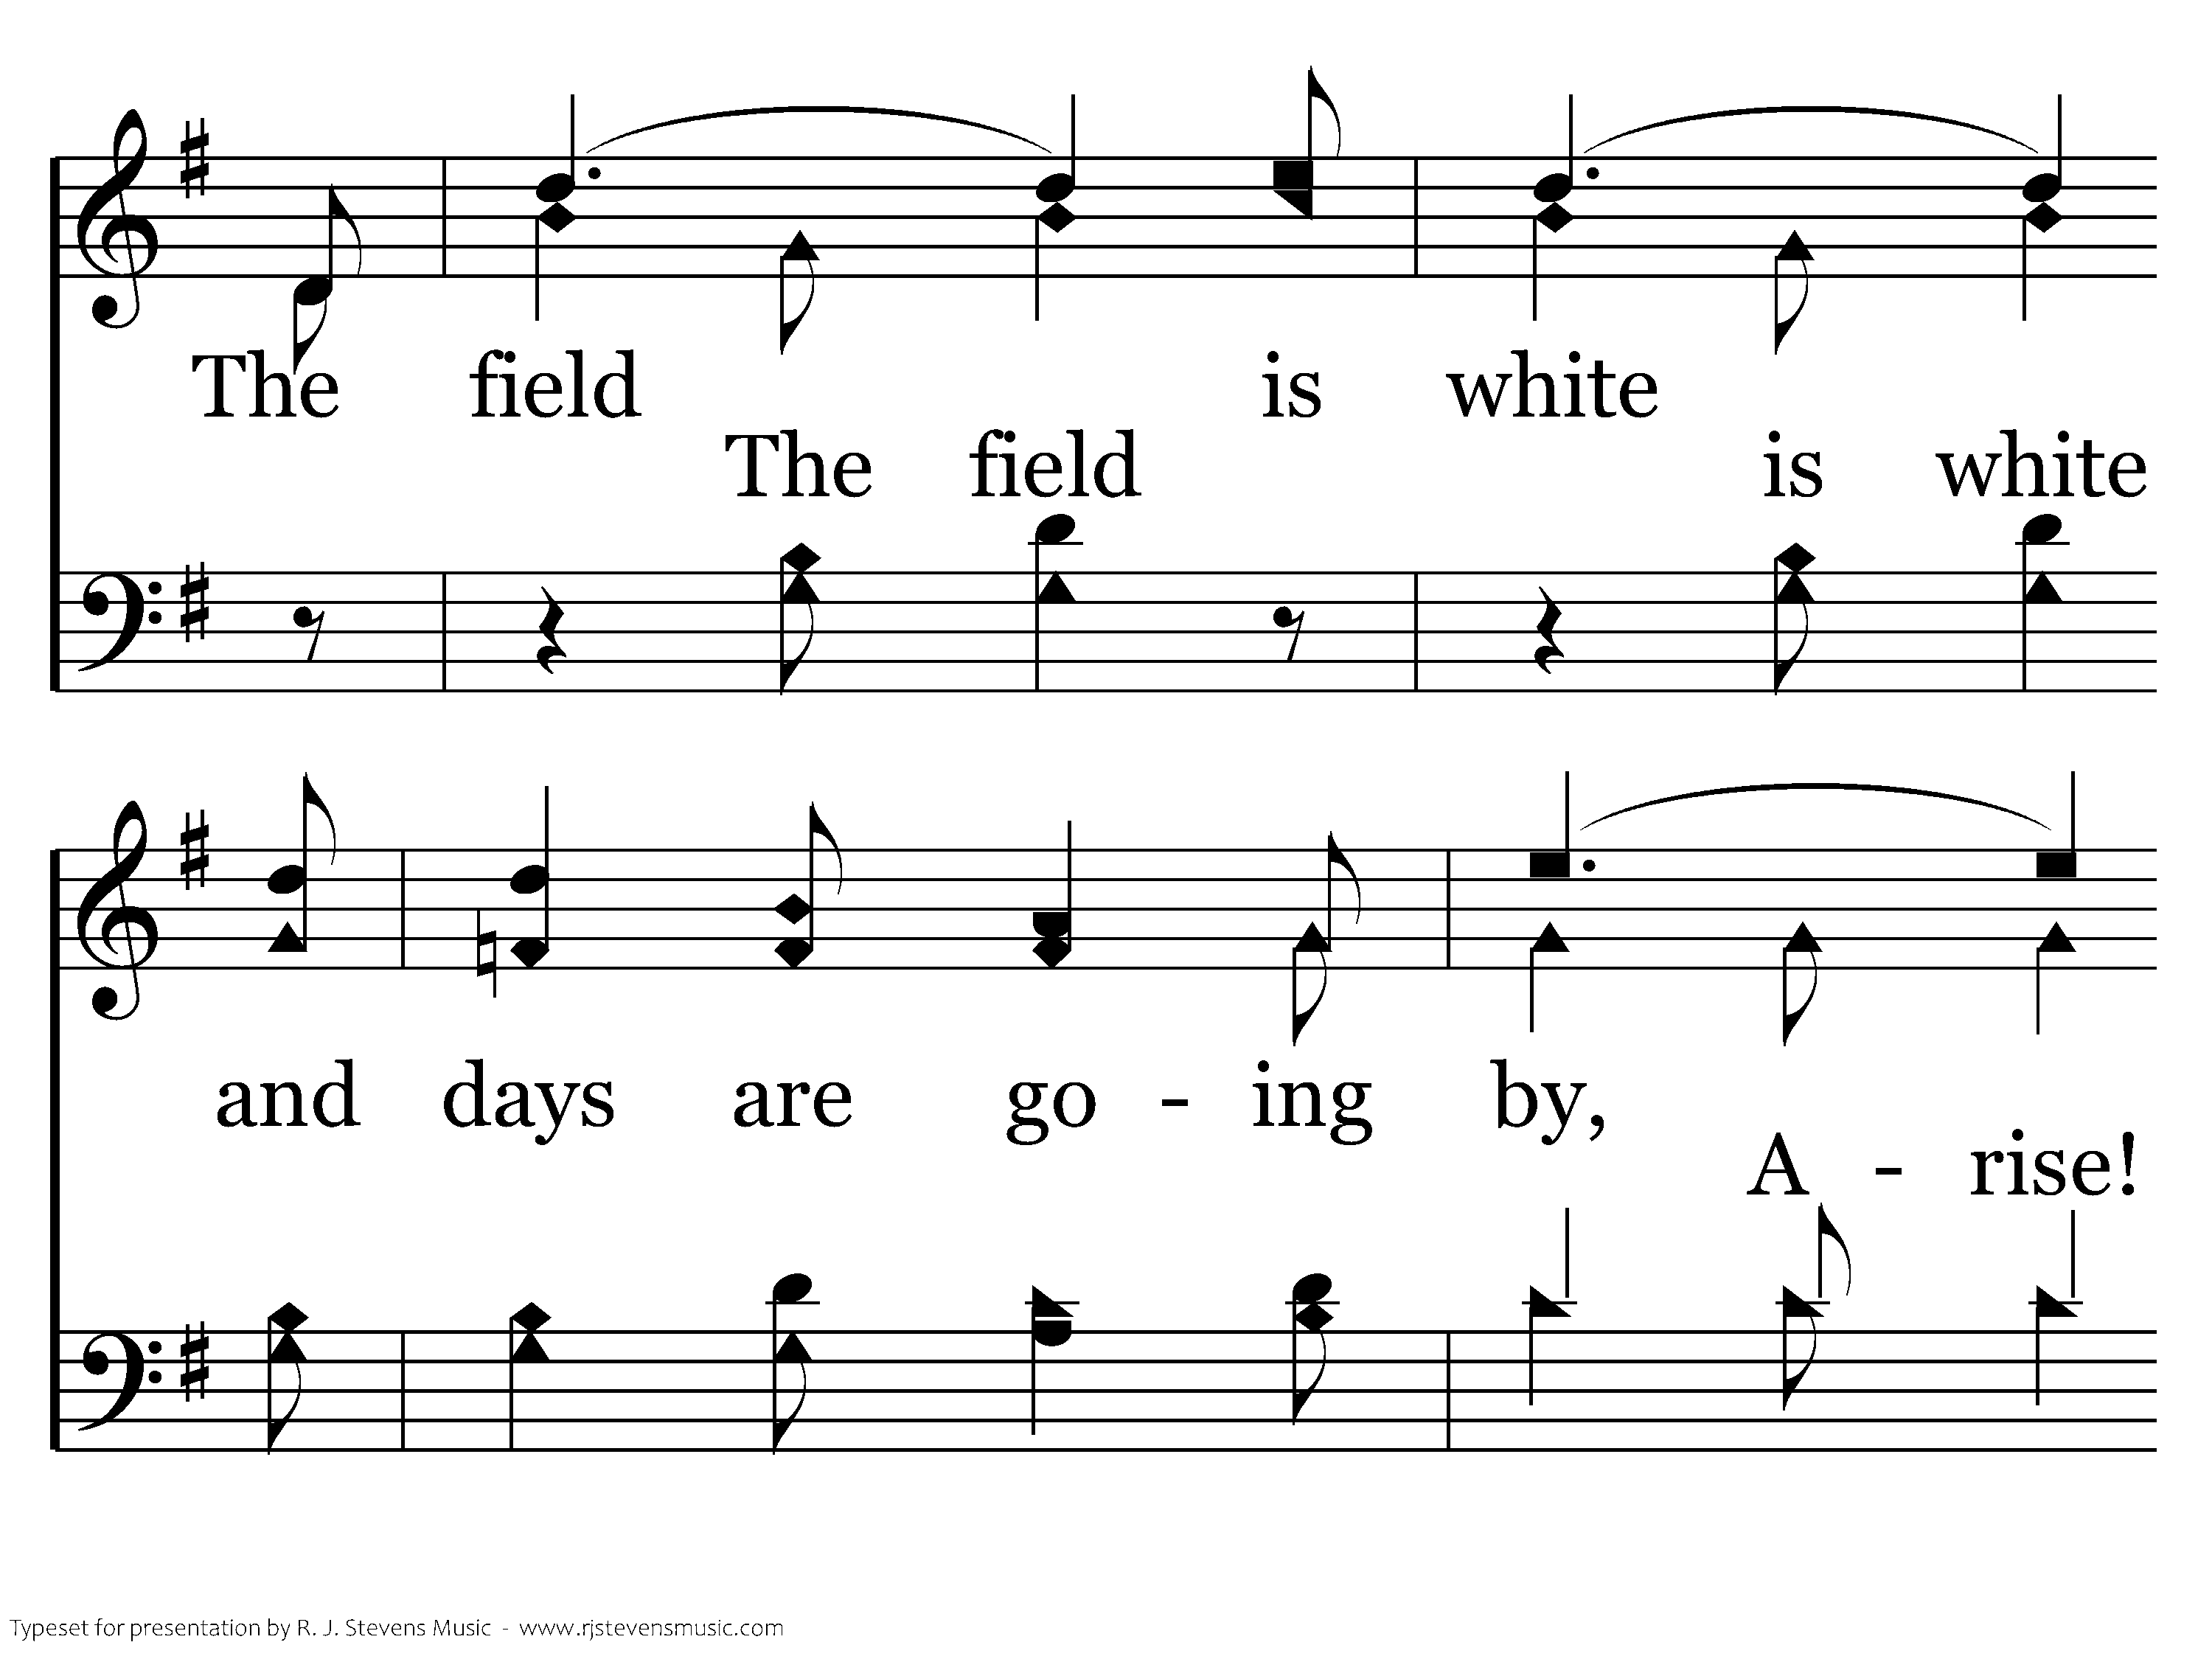 The field is white
The field is white
and days are go - ing by,
A - rise!
Typeset for presentation by R. J. Stevens Music - www.rjstevensmusic.com